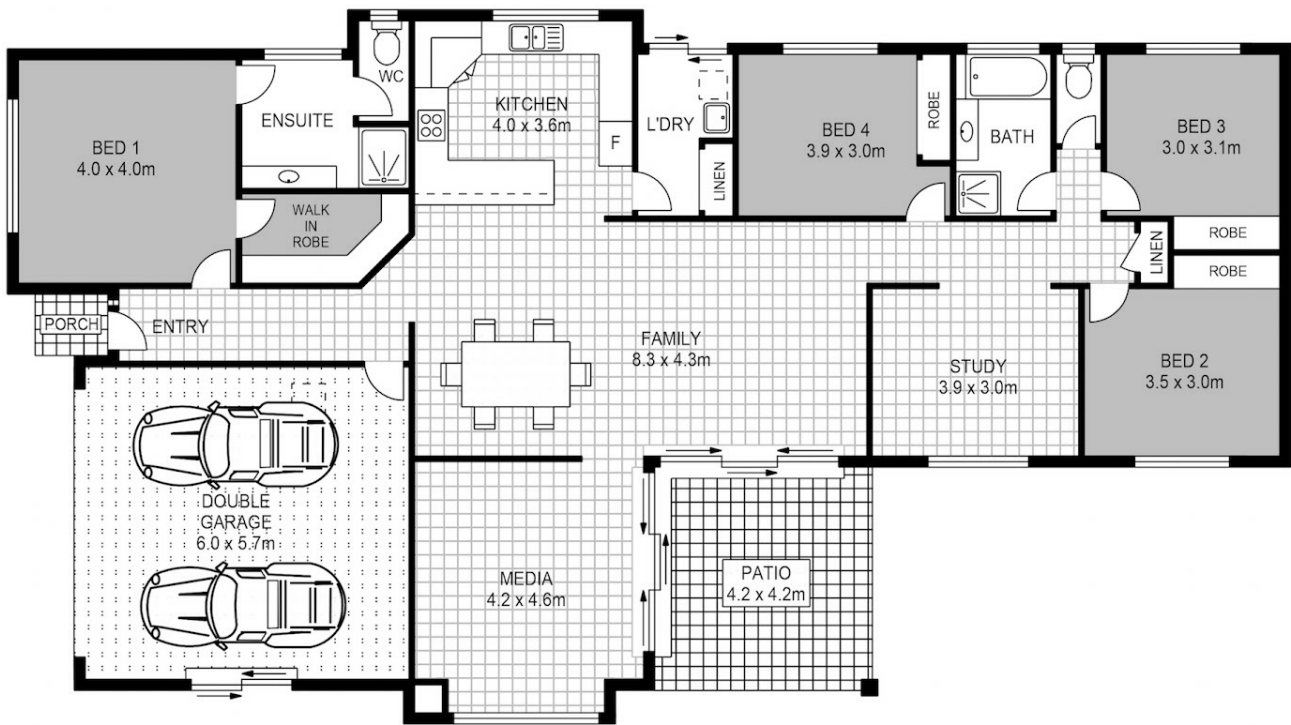 WC
KITCHEN
4.0 x 3.6m
BED 1
4.0 x 4.0m
ENSUITE
F
L'DRY
LINEN
BED 4
3.9 x 3.0m
ROBE
BATH
BED 3
3.0 x 3.1m
WALK
IN
ROBE
ROBE
LINEN
ROBE
PORCH
ENTRY
FAMILY
8.3 x 4.3m
STUDY
3.9 x 3.0m
BED 2
3.5 x 3.0m
DOUBLE
GARAGE
6.0 x 5.7m
MEDIA
4.2 x 4.6m
PATIO
4.2 x 4.2m